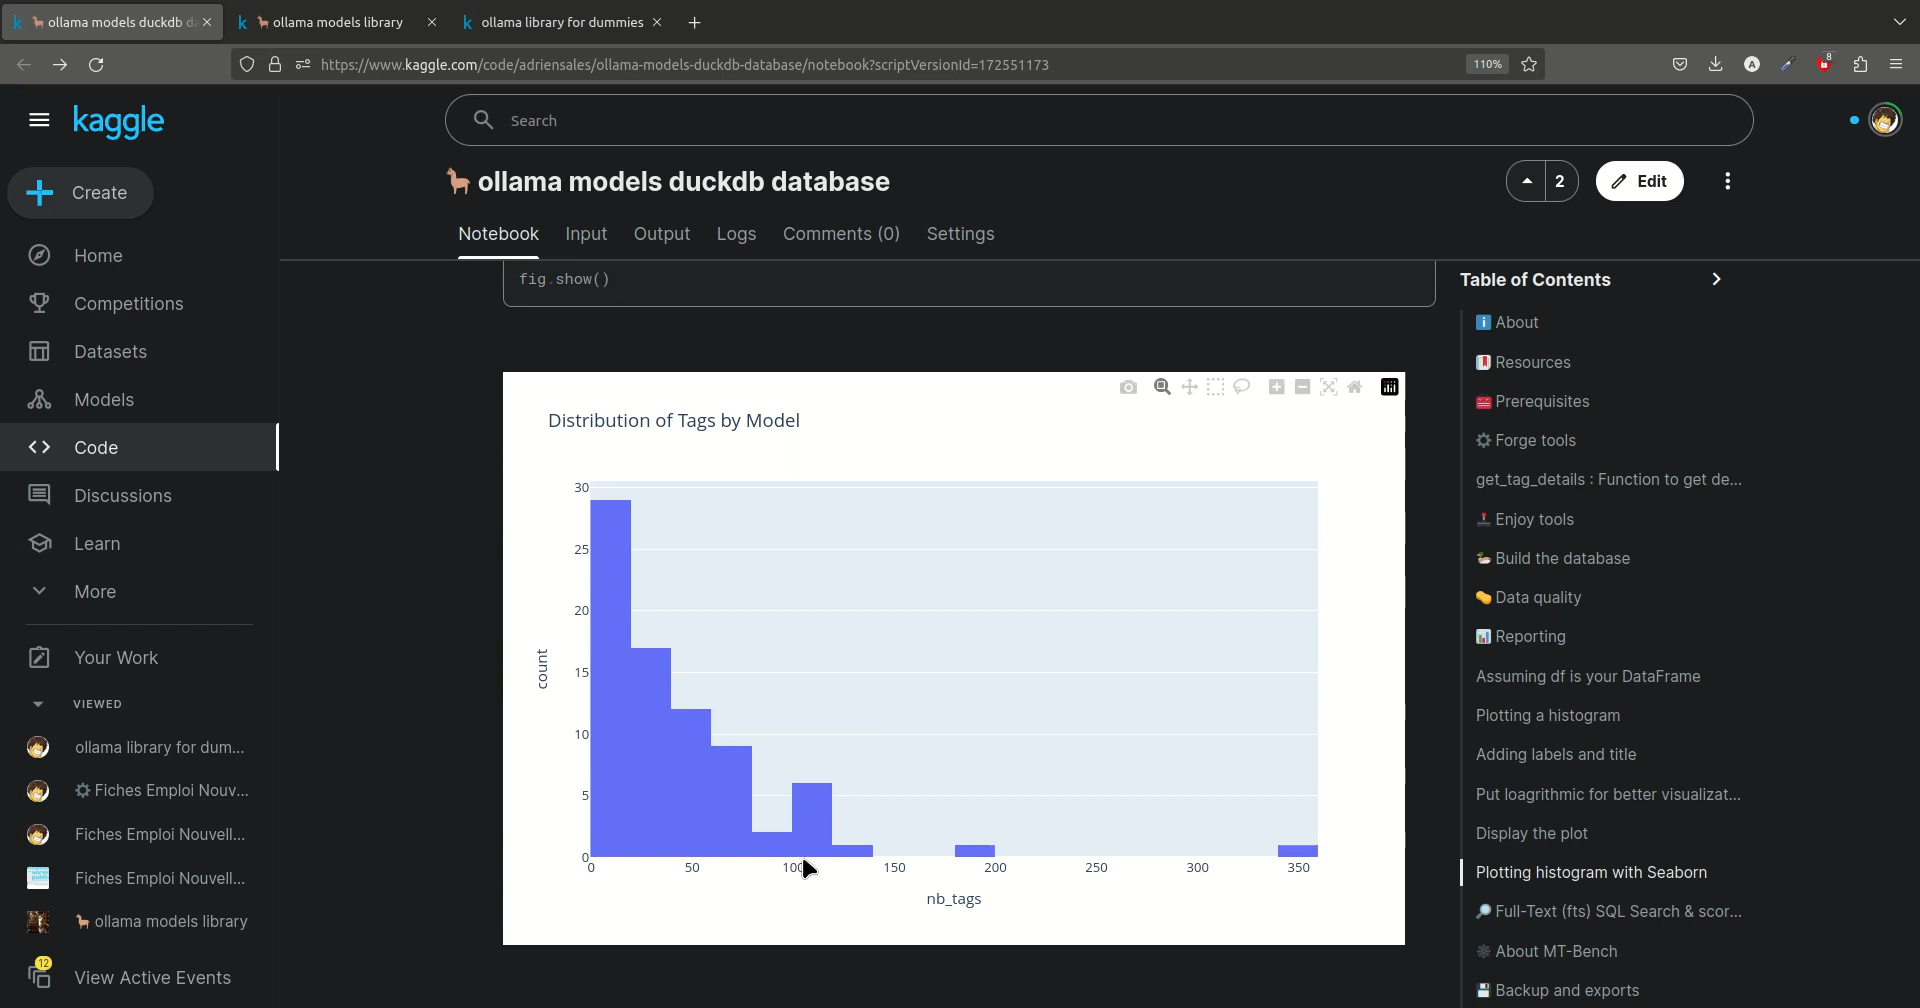 ollama models duckdb da
ollama models library
ollama library for dummies
https://www.kaggle.com/code/adriensales/ollama-models-duckdb-database/notebook?scriptVersionId=172551173
110%
A
8
kaggle
Search
Create
ollama models duckdb database
2
Edit
Notebook
Input
Output
Logs
Comments (0)
Settings
Home
Competitions
Datasets
Models
Code
Discussions
Learn
More
Your Work
VIEWED
ollama library for dum...
Fiches Emploi Nouv...
Fiches Emploi Nouvell...
Fiches Emploi Nouvell...
ollama models library
12
View Active Events
fig.show()
Distribution of Tags by Model
30
25
20
15
10
5
0
count
0
50
100
150
200
250
300
350
nb_tags
Table of Contents
About
Resources
Prerequisites
Forge tools
get_tag_details : Function to get de...
Enjoy tools
Build the database
Data quality
Reporting
Assuming df is your DataFrame
Plotting a histogram
Adding labels and title
Put loagrithmic for better visualizat...
Display the plot
Plotting histogram with Seaborn
Full-Text (fts) SQL Search & scor...
About MT-Bench
Backup and exports